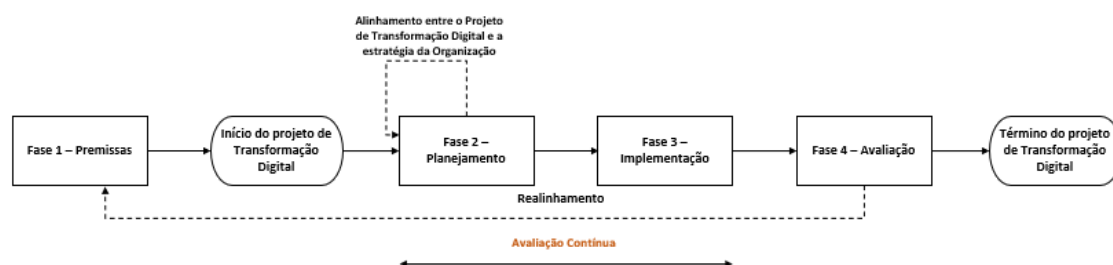 Alinhamento entre o Projeto
de Transformação Digital e a
estratégia da Organização
Fase 1 – Premissas
Início do projeto de
Transformação
Digital
Fase 2 –
Planejamento
Fase 3 –
Implementação
Fase 4 – Avaliação
Término do projeto
de Transformação
Digital
Realinhamento
Avaliação Contínua